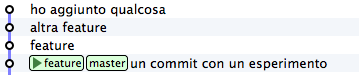 ho aggiunto qualcosa
altra feature
feature
feature master un commit con un esperimento